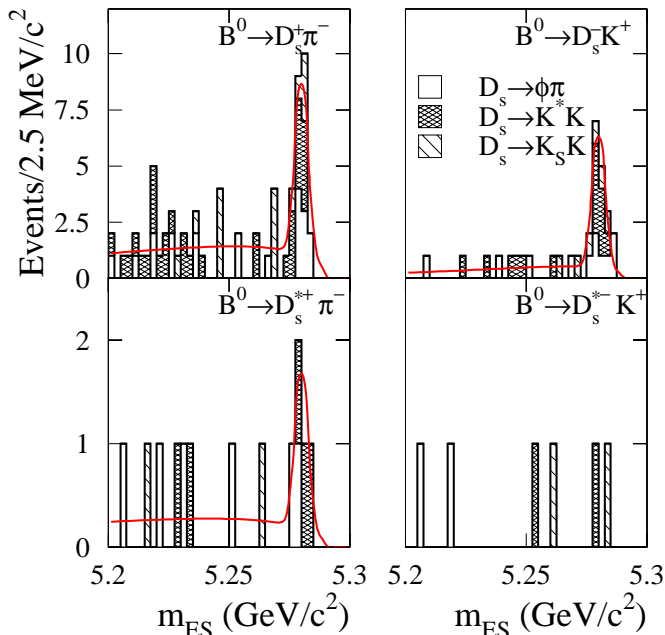 B⁰→D_s⁺π⁻
B⁰→D_s⁻K⁺
D_s→φπ
D_s→K*K
D_s→K_SK
Events/2.5 MeV/c²
10
7.5
5
2.5
0
B⁰→D_s*⁺π⁻
B⁰→D_s*⁻K⁺
2
1
0
5.2
5.25
5.3
5.2
5.25
5.3
m_ES (GeV/c²)
m_ES (GeV/c²)